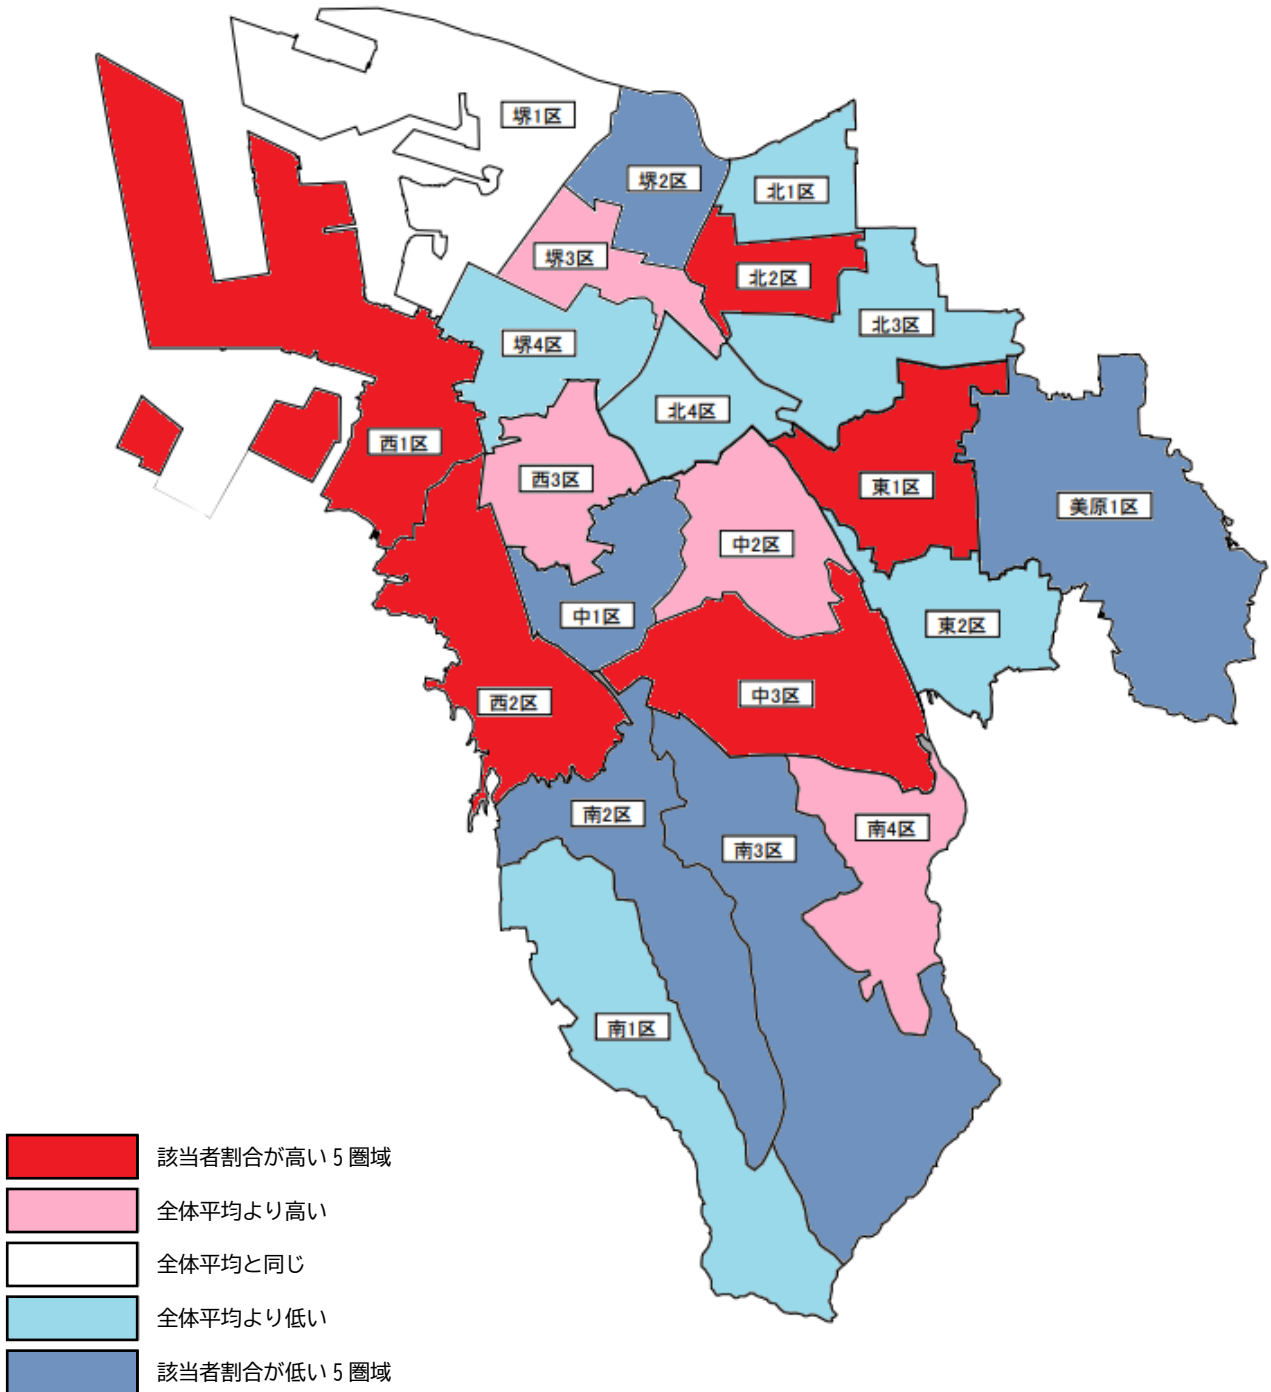 堺1区
堺2区
北1区
堺3区
北2区
北3区
堺4区
北4区
西1区
西3区
東1区
美原1区
中2区
中1区
東2区
中3区
西2区
南2区
南4区
南3区
南1区
該当者割合が高い5圏域
全体平均より高い
全体平均と同じ
全体平均より低い
該当者割合が低い5圏域